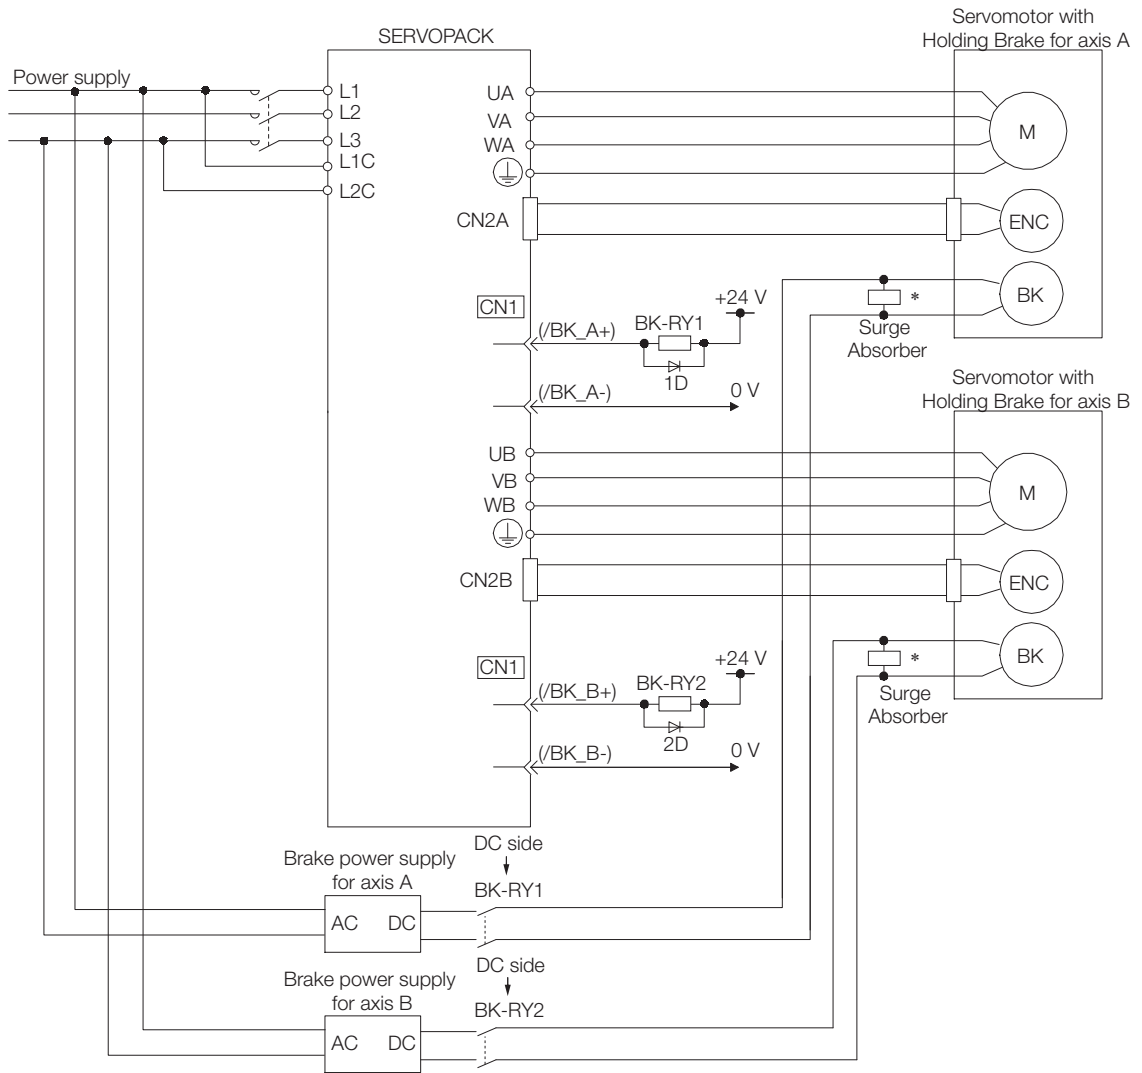 Servomotor with
Holding Brake for axis A
SERVOPACK
Power supply
L1
L2
L3
L1C
L2C
UA
VA
WA
M
CN2A
ENC
CN1
BK
+24 V
*
(/BK_A+)
BK-RY1
Surge
Absorber
1D
(/BK_A-)
0 V
Servomotor with
Holding Brake for axis B
UB
VB
WB
M
CN2B
ENC
CN1
BK
+24 V
*
(/BK_B+)
BK-RY2
Surge
Absorber
2D
(/BK_B-)
0 V
DC side
Brake power supply
for axis A
BK-RY1
AC DC
DC side
Brake power supply
for axis B
BK-RY2
AC DC